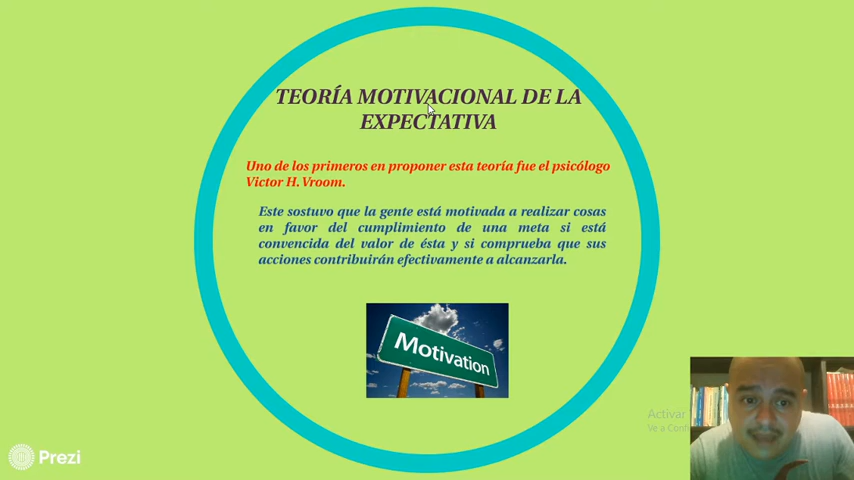 TEORÍA MOTIVACIONAL DE LA
EXPECTATIVA
Uno de los primeros en proponer esta teoría fue el psicólogo
Victor H. Vroom.
Este sostuvo que la gente está motivada a realizar cosas
en favor del cumplimiento de una meta si está
convencida del valor de ésta y si comprueba que sus
acciones contribuirán efectivamente a alcanzarla.
Motivation
Activar
Ve a
Prezi